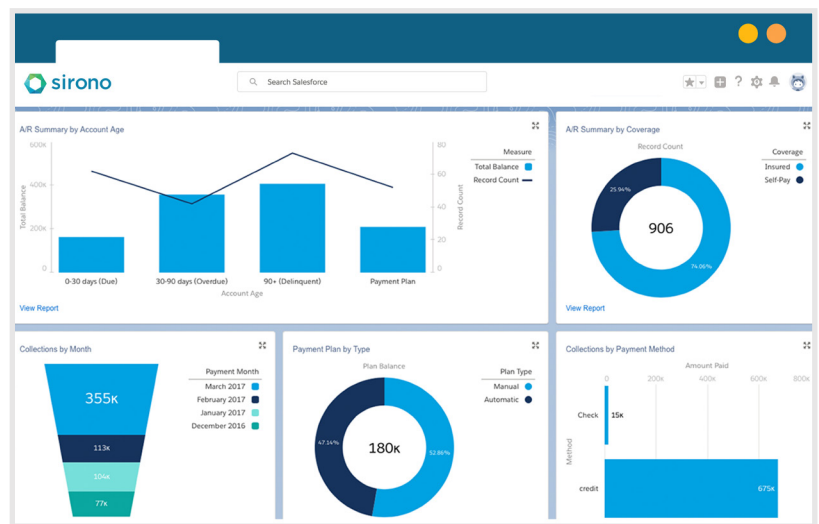 sirono
Search Salesforce
A/R Summary by Account Age
600K
400K
200K
0
Total Balance
80
60
40
20
0
Record Count
Measure
Total Balance
Record Count
0-30 days (Due)
30-90 days (Overdue)
90+ (Delinquent)
Payment Plan
Account Age
View Report
A/R Summary by Coverage
Record Count
Coverage
Insured
Self-Pay
25.94%
906
74.06%
View Report
Collections by Month
Payment Month
March 2017
February 2017
January 2017
December 2016
355K
113K
104K
77K
Payment Plan by Type
Plan Balance
Plan Type
Manual
Automatic
47.14%
180K
52.86%
Collections by Payment Method
Amount Paid
0 200K 400K 600K 800K
Method
Check
15K
credit
675K